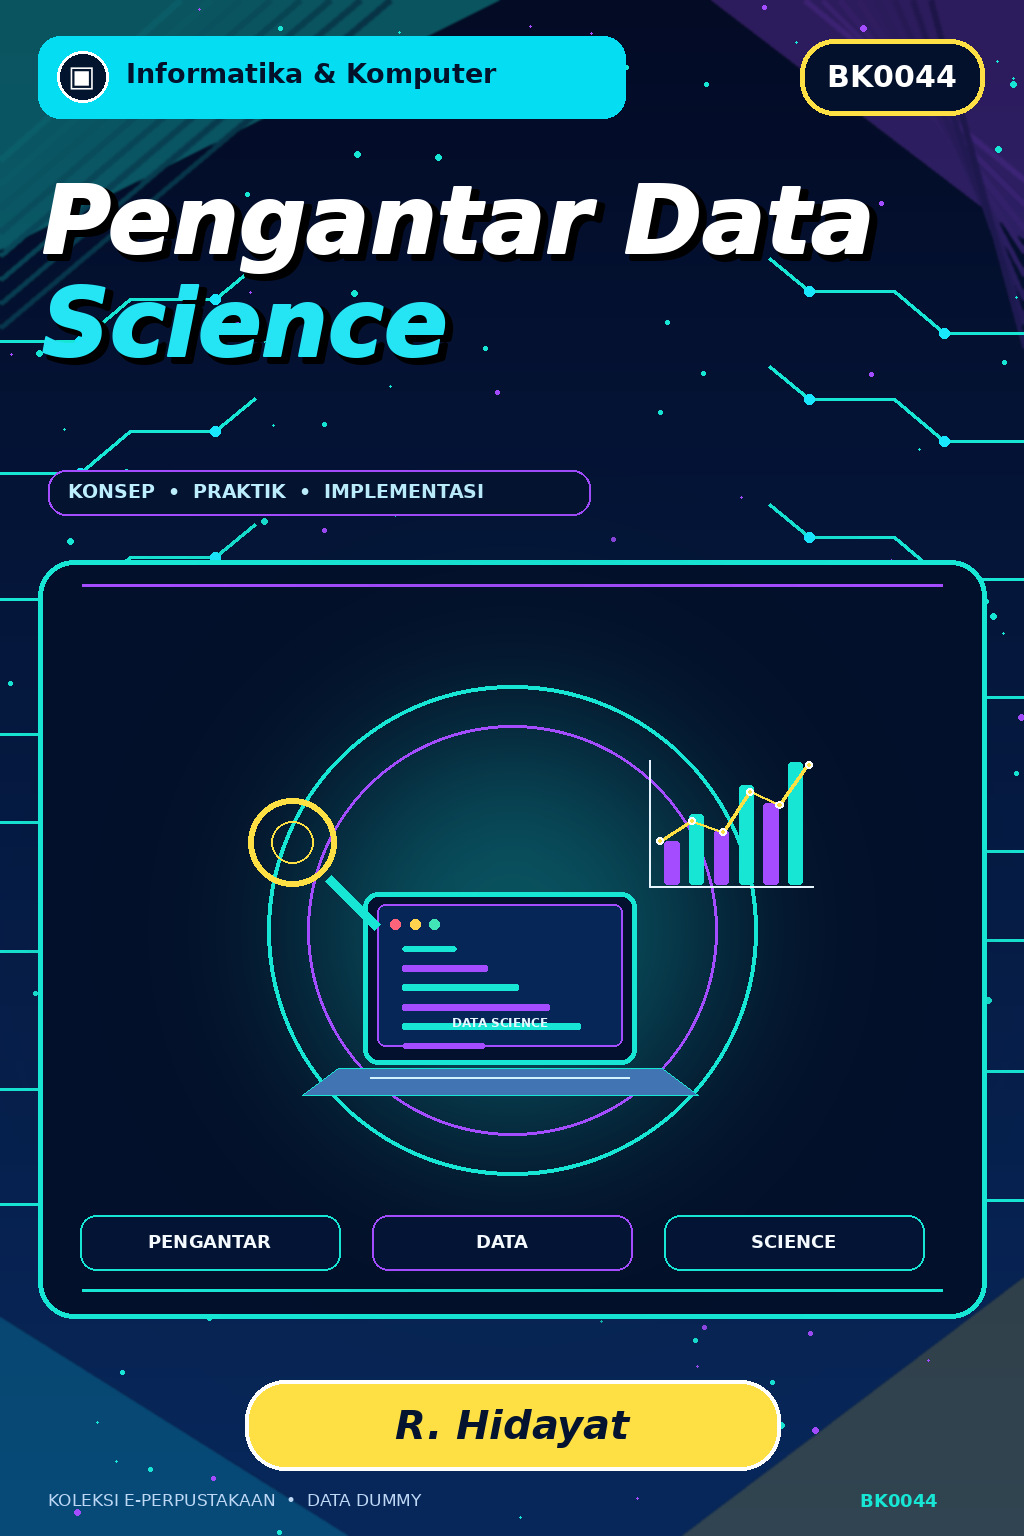 Informatika & Komputer
BK0044
Pengantar Data
Science
KONSEP • PRAKTIK • IMPLEMENTASI
DATA SCIENCE
PENGANTAR
DATA
SCIENCE
R. Hidayat
KOLEKSI E-PERPUSTAKAAN • DATA DUMMY
BK0044